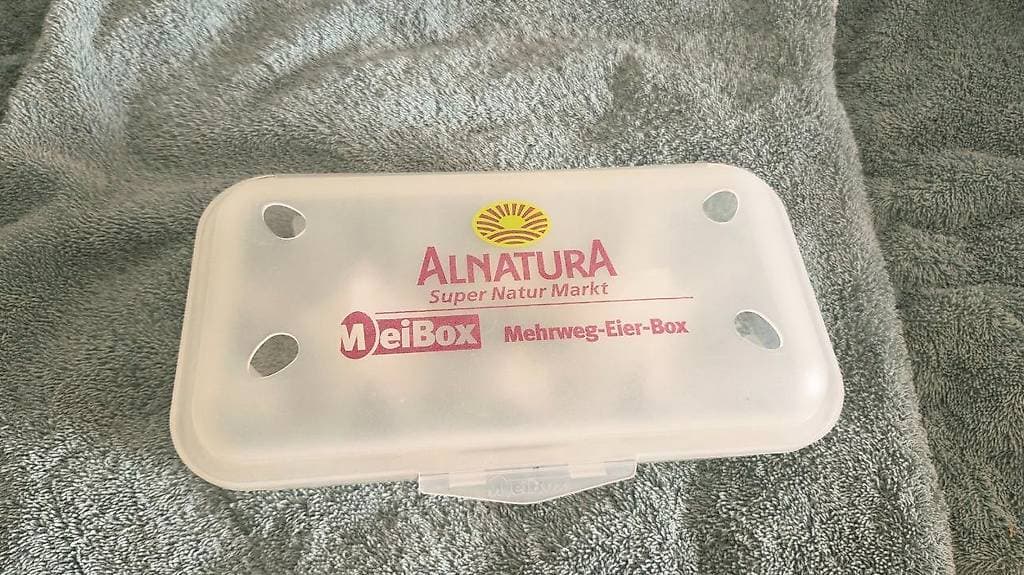 ALNATURA
Super Natur Markt
MeiBox Mehrweg-Eier-Box
MeiBox